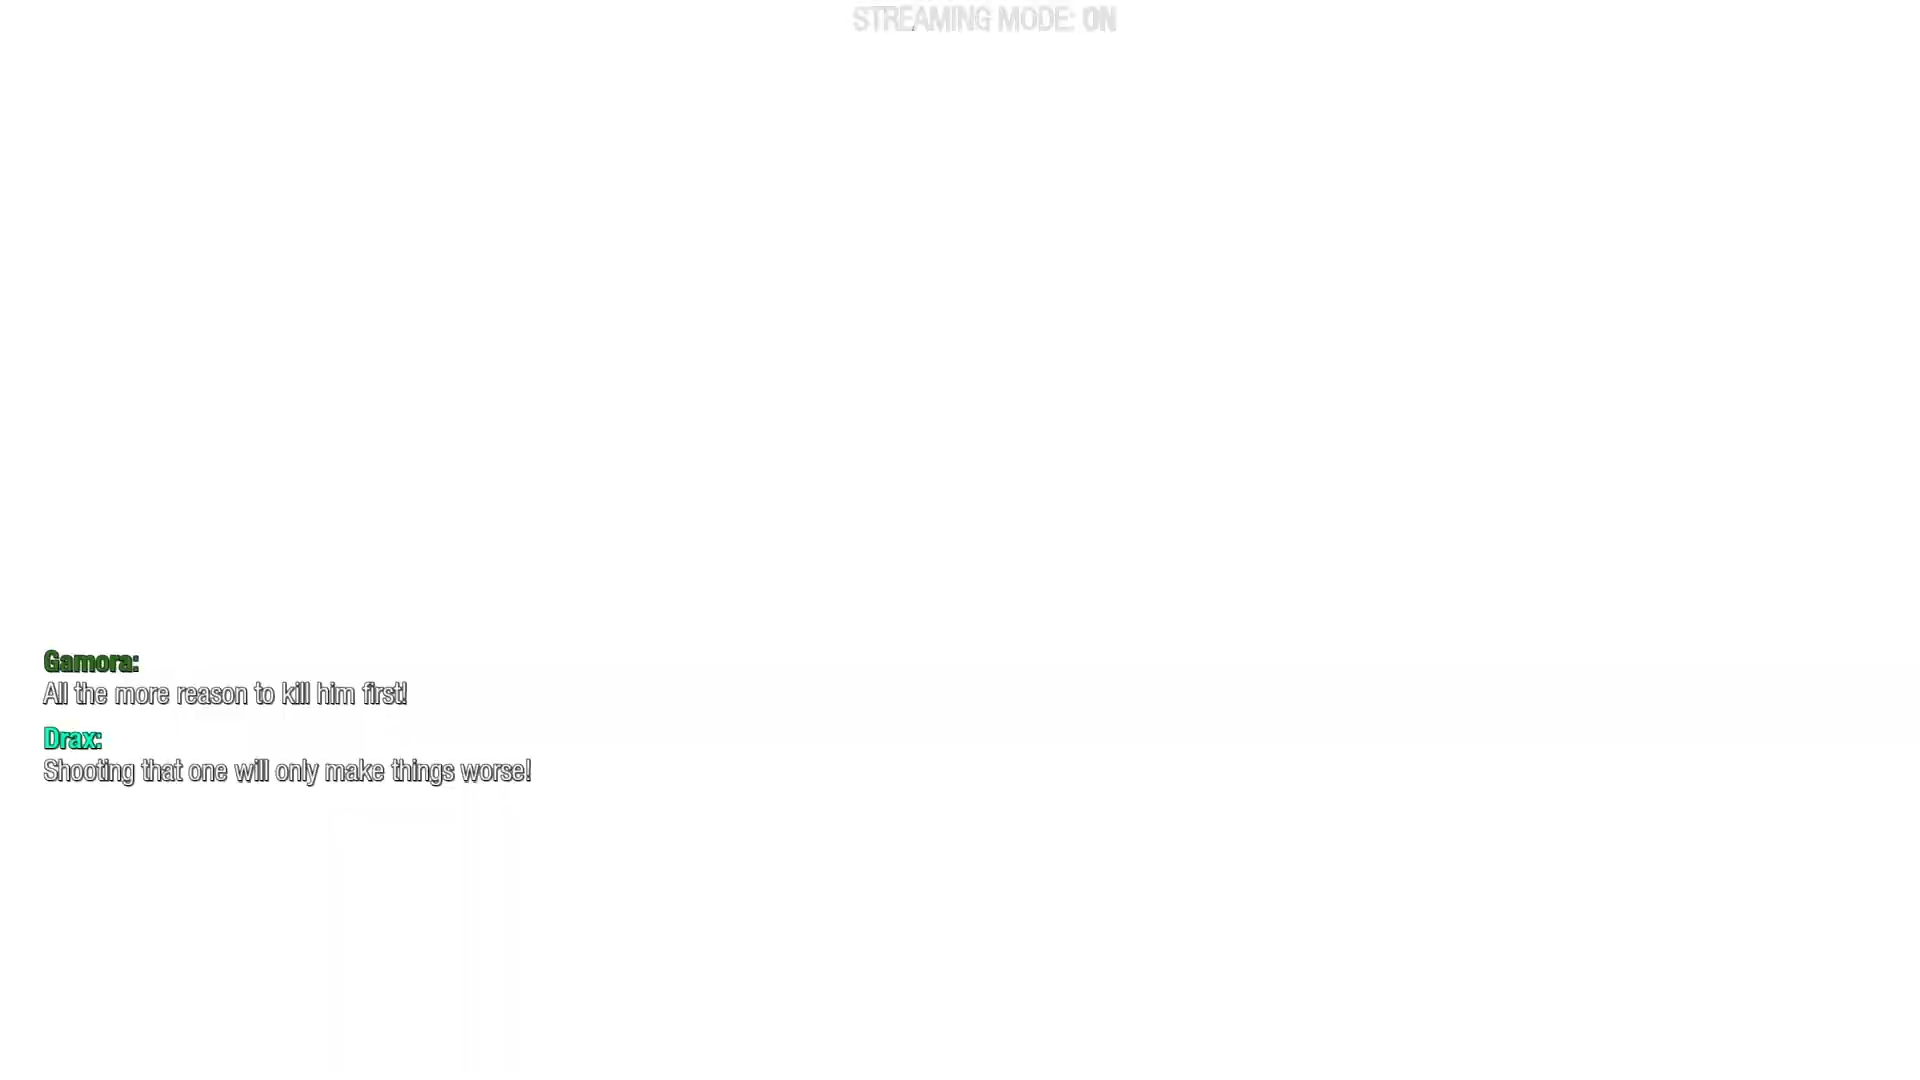 STREAMING MODE: ON
Gamora:
All the more reason to kill him first!
Drax:
Shooting that one will only make things worse!